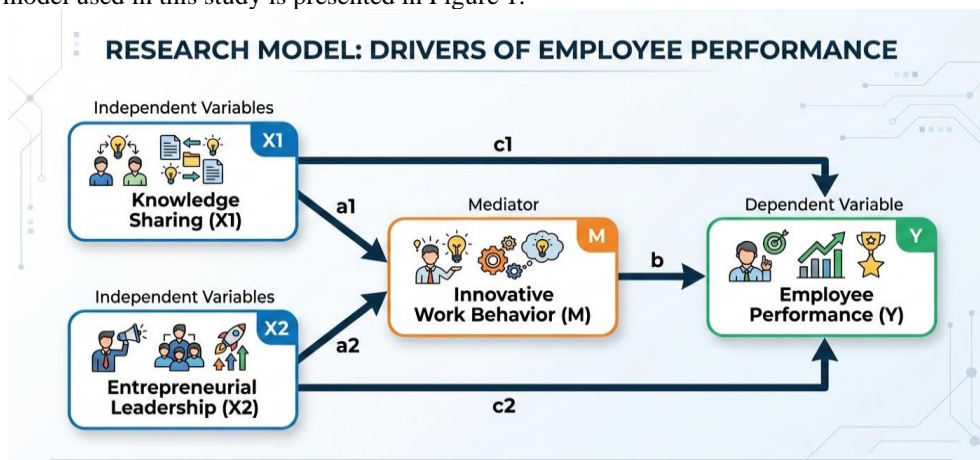 model used in this study is presented in Figure 1.
RESEARCH MODEL: DRIVERS OF EMPLOYEE PERFORMANCE
Independent Variables
X1
Knowledge
Sharing (X1)
c1
a1
Mediator
M
Innovative
Work Behavior (M)
b
Dependent Variable
Y
Employee
Performance (Y)
Independent Variables
X2
Entrepreneurial
Leadership (X2)
a2
c2